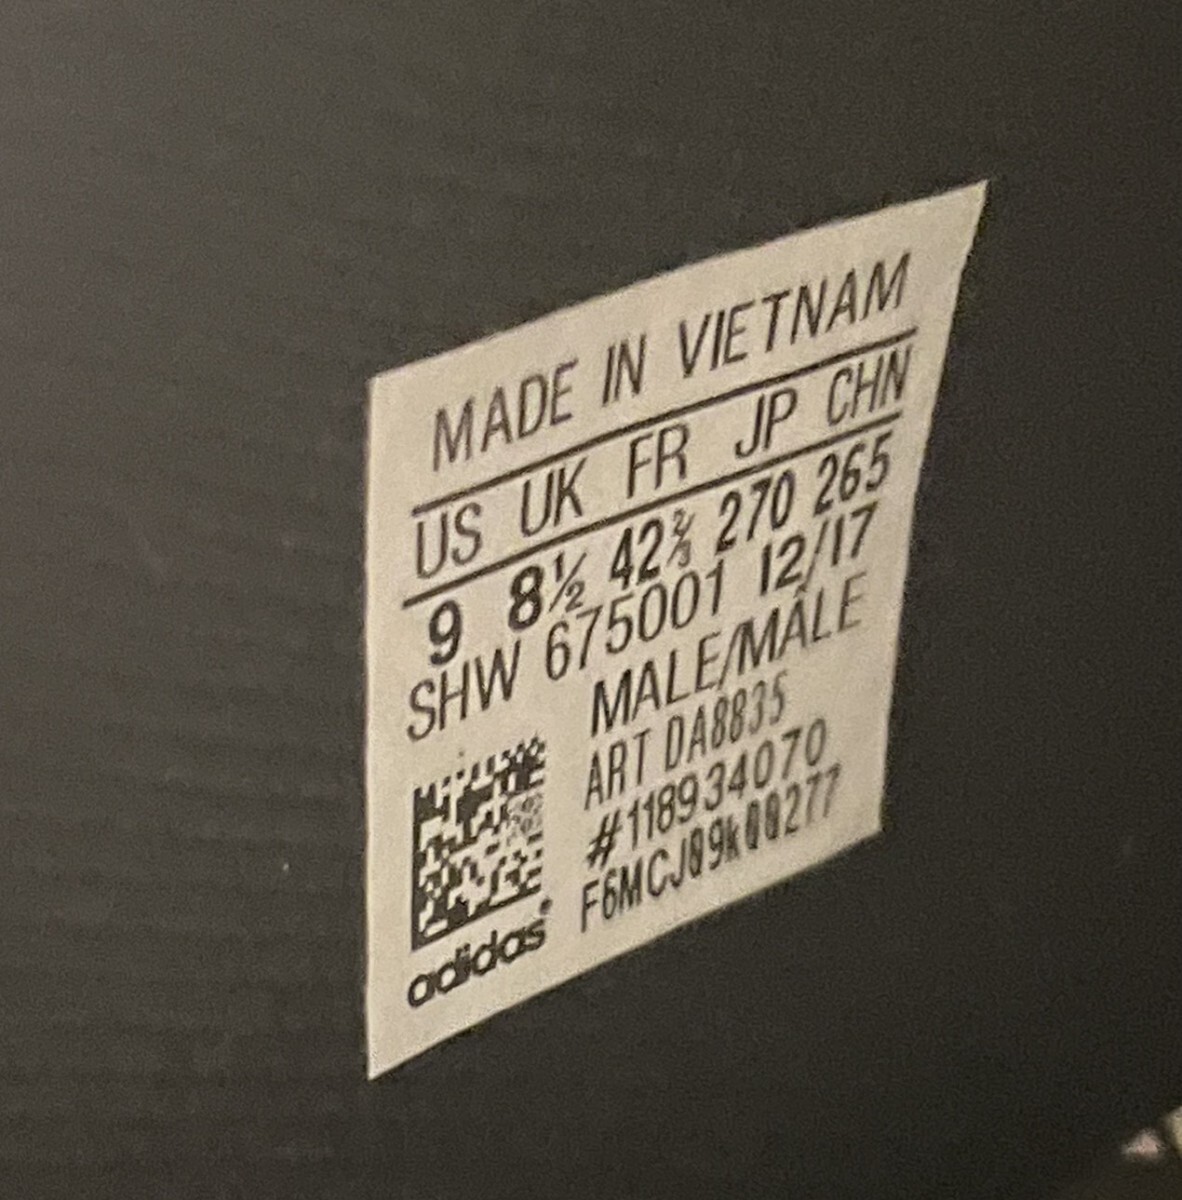 MADE IN VIETNAM
US UK FR JP CHN
9 8½ 42⅔ 270 265
SHW 675001 12/17
MALE/MÂLE
ART DA8835
#118934070
F6MCJ09k00277
adidas®